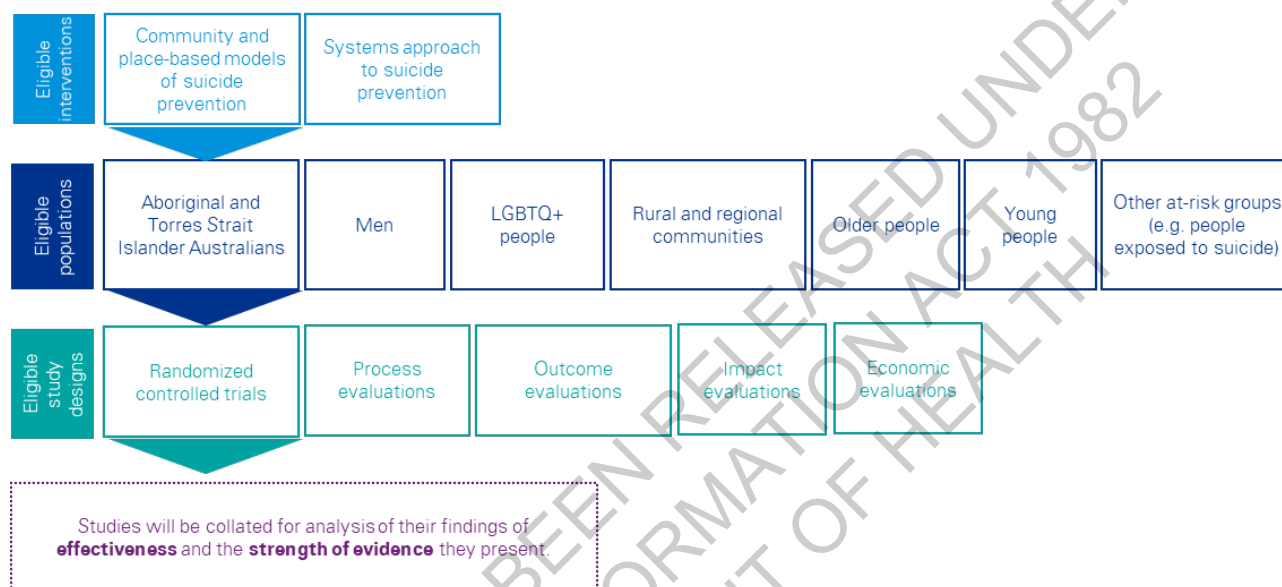 Eligible
interventions
Community and
place-based models
of suicide
prevention
Systems approach
to suicide
prevention
Eligible
populations
Aboriginal and
Torres Strait
Islander Australians
Men
LGBTQ+
people
Rural and regional
communities
Older people
Young
people
Other at-risk groups
(e.g. people
exposed to suicide)
Eligible
study
designs
Randomized
controlled trials
Process
evaluations
Outcome
evaluations
Impact
evaluations
Economic
evaluations
Studies will be collated for analysis of their findings of
effectiveness and the strength of evidence they present.
BEEN RELEASED UNDER
FORMATION ACT 1982
OF HEALTH